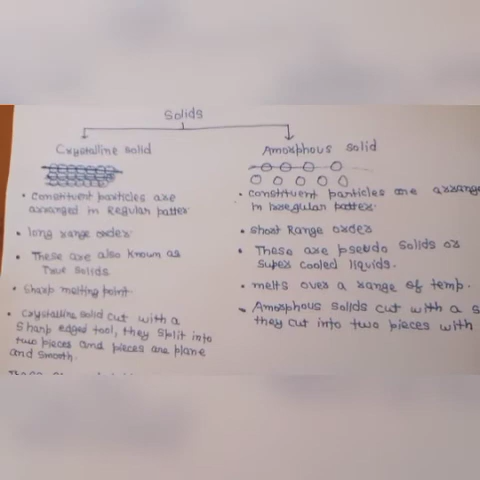 Solids
Crystalline solid
• Constituent particles are
arranged in Regular patter
• long range order
• These are also known as
True solids
• Sharp melting point.
• Crystalline solid cut with a
Sharp edged tool, they split into
two pieces and pieces are plane
and smooth.
Amorphous solid
• constituent particles are arrange
in Irregular patter.
• short Range order
• These are pseudo solids or
super cooled liquids.
• melts over a range of temp.
• Amorphous solids cut with a s
they cut into two pieces with